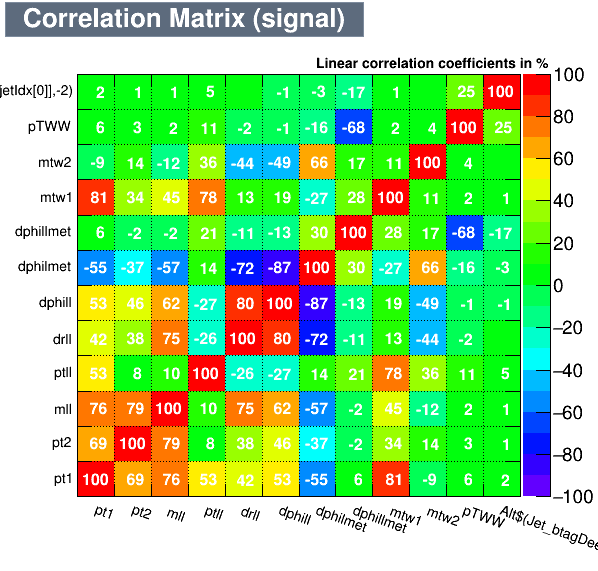 Correlation Matrix (signal)
Linear correlation coefficients in %
jetIdx[0]],-2) 2 1 1 5 -1 -3 -17 1 25 100
pTWW 6 3 2 11 -2 -1 -16 -68 2 4 100 25
mtw2 -9 14 -12 36 -44 -49 66 17 11 100 4
mtw1 81 34 45 78 13 19 -27 28 100 11 2 1
dphillmet 6 -2 -2 21 -11 -13 30 100 28 17 -68 -17
dphilmet -55 -37 -57 14 -72 -87 100 30 -27 66 -16 -3
dphill 53 46 62 -27 80 100 -87 -13 19 -49 -1 -1
drll 42 38 75 -26 100 80 -72 -11 13 -44 -2
ptll 53 8 10 100 -26 -27 14 21 78 36 11 5
mll 76 79 100 10 75 62 -57 -2 45 -12 2 1
pt2 69 100 79 8 38 46 -37 -2 34 14 3 1
pt1 100 69 76 53 42 53 -55 6 81 -9 6 2
pt1 pt2 mll ptll drll dphill dphilmet dphillmet mtw1 mtw2 pTWW Alt$(Jet_btagDee
100
80
60
40
20
0
−20
−40
−60
−80
−100